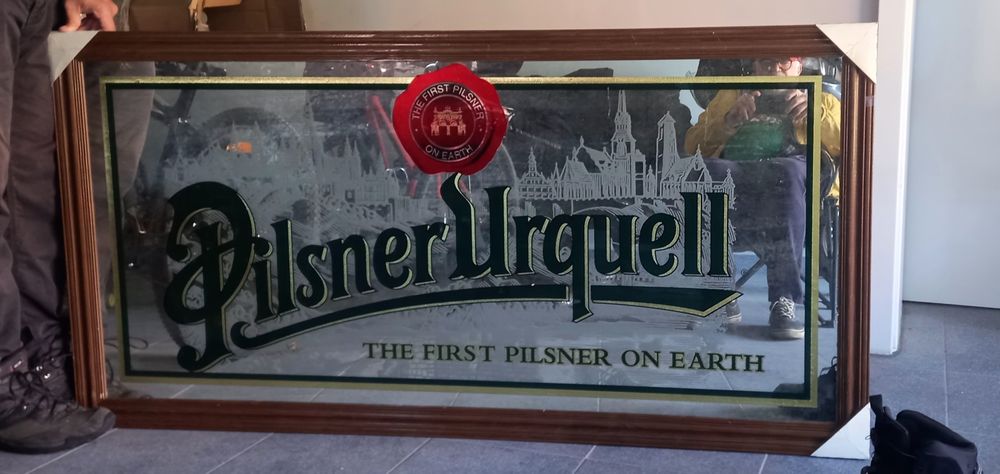 THE FIRST PILSNER
ON EARTH
Pilsner Urquell
THE FIRST PILSNER ON EARTH